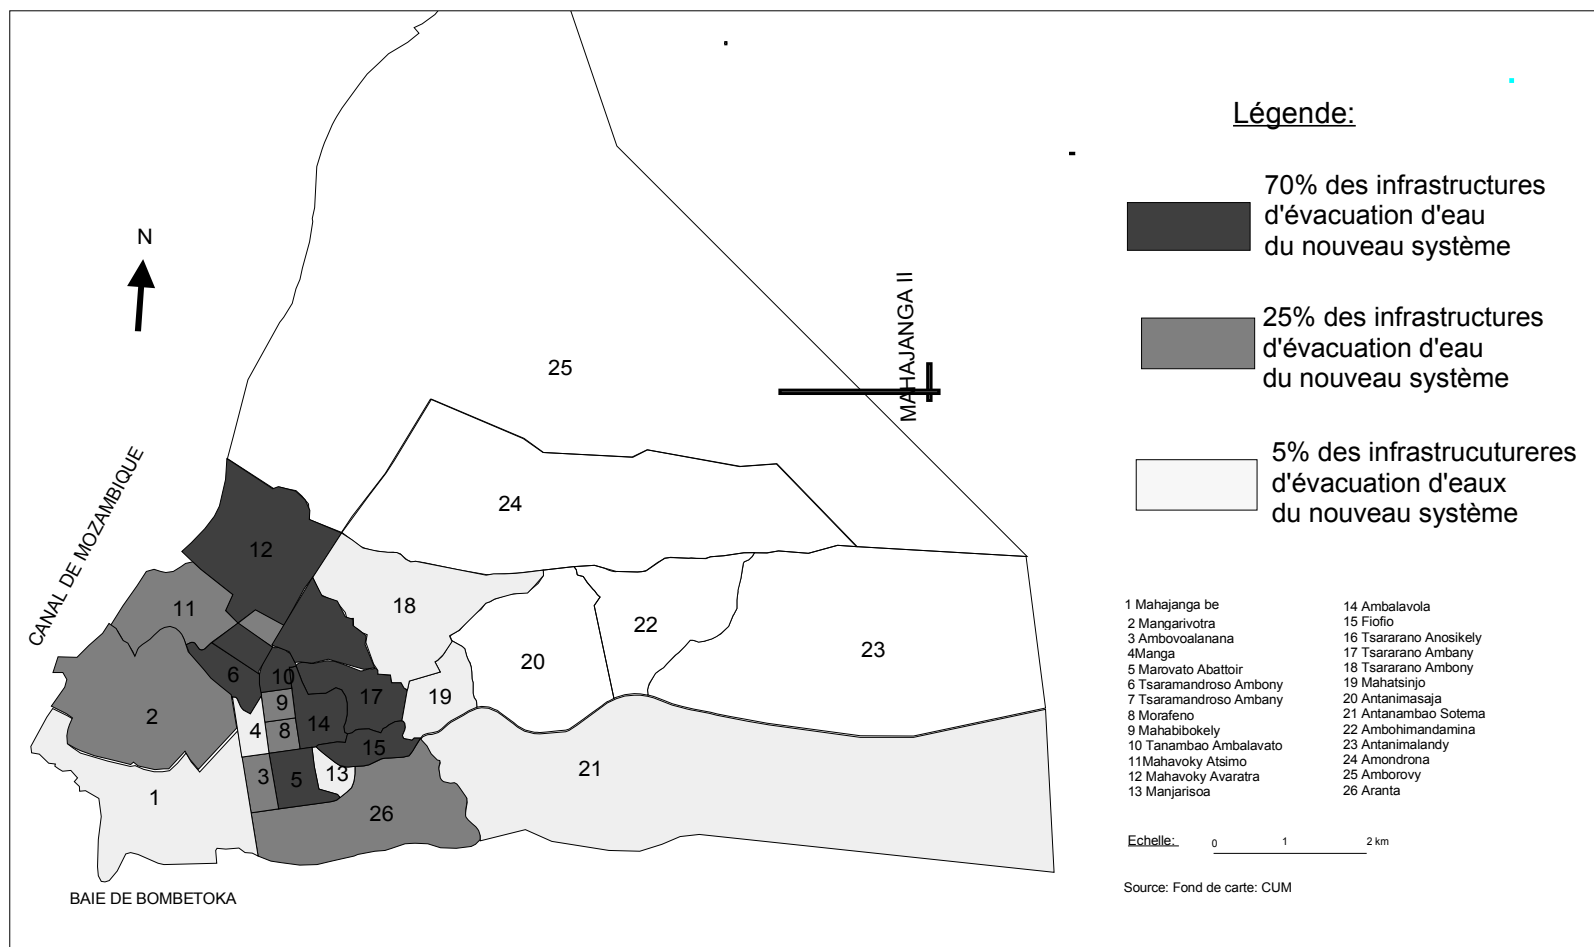 Légende:
70% des infrastructures
d'évacuation d'eau
du nouveau système
25% des infrastructures
d'évacuation d'eau
du nouveau système
5% des infrastrucutureres
d'évacuation d'eaux
du nouveau système
N
MAHAJANGA II
CANAL DE MOZAMBIQUE
BAIE DE BOMBETOKA
25
24
12
11
18
22
23
20
6
10
17
19
9
2
14
4
8
15
21
3
5
13
1
26
1 Mahajanga be
2 Mangarivotra
3 Ambovoalanana
4Manga
5 Marovato Abattoir
6 Tsaramandroso Ambony
7 Tsaramandroso Ambany
8 Morafeno
9 Mahabibokely
10 Tanambao Ambalavato
11Mahavoky Atsimo
12 Mahavoky Avaratra
13 Manjarisoa
14 Ambalavola
15 Fiofio
16 Tsararano Anosikely
17 Tsararano Ambany
18 Tsararano Ambony
19 Mahatsinjo
20 Antanimasaja
21 Antanambao Sotema
22 Ambohimandamina
23 Antanimalandy
24 Amondrona
25 Amborovy
26 Aranta
Echelle: 0 1 2 km
Source: Fond de carte: CUM